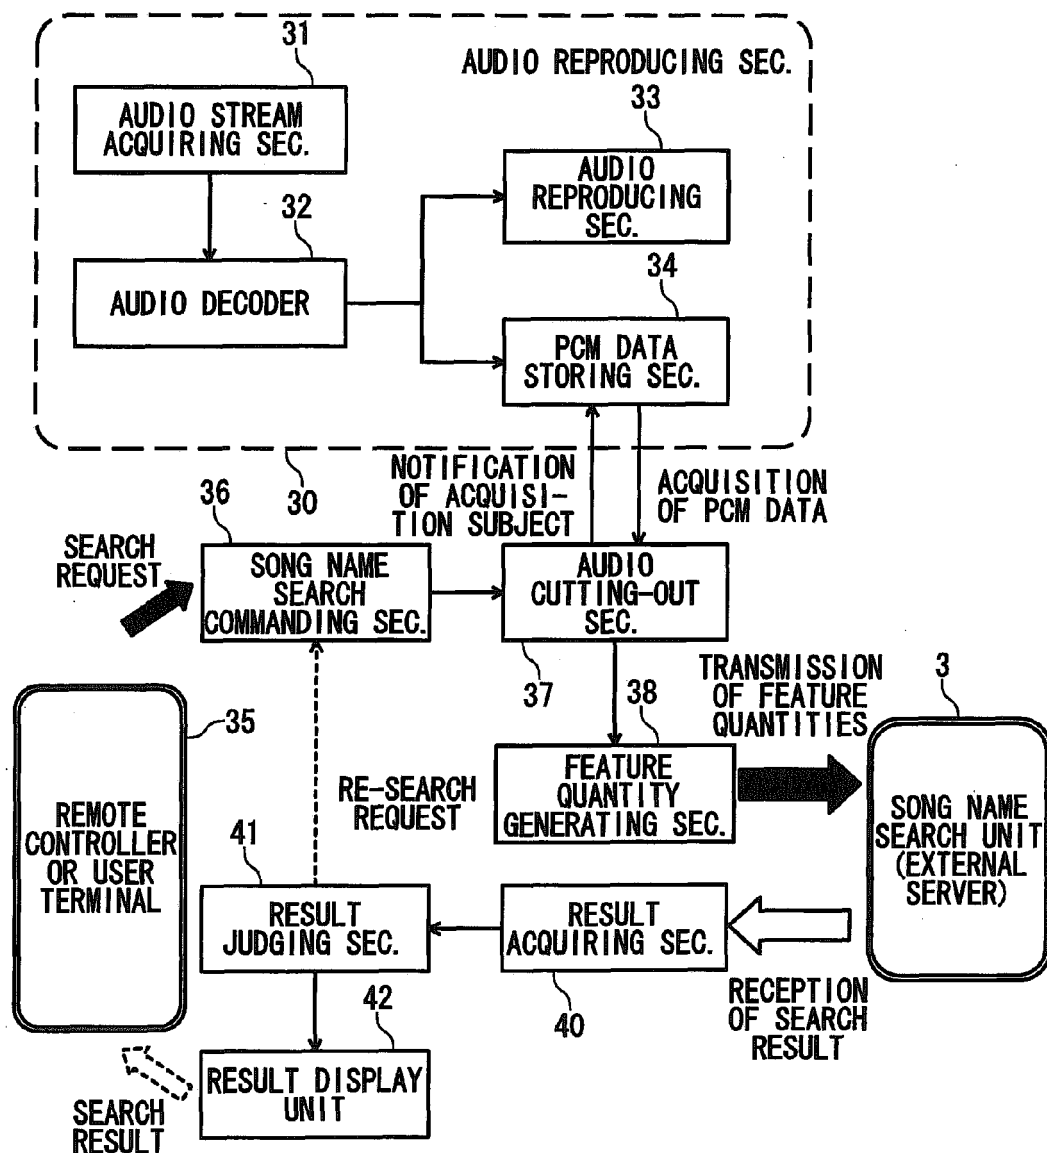 31
AUDIO REPRODUCING SEC.
AUDIO STREAM
ACQUIRING SEC.
33
AUDIO
REPRODUCING
SEC.
32
AUDIO DECODER
34
PCM DATA
STORING SEC.
30
NOTIFICATION
OF ACQUISI-
TION SUBJECT
ACQUISITION
OF PCM DATA
36
SEARCH
REQUEST
SONG NAME
SEARCH
COMMANDING SEC.
AUDIO
CUTTING-OUT
SEC.
37
38
TRANSMISSION
OF FEATURE
QUANTITIES
3
35
REMOTE
CONTROLLER
OR USER
TERMINAL
RE-SEARCH
REQUEST
FEATURE
QUANTITY
GENERATING SEC.
SONG NAME
SEARCH UNIT
(EXTERNAL
SERVER)
41
RESULT
JUDGING SEC.
RESULT
ACQUIRING SEC.
40
RECEPTION
OF SEARCH
RESULT
42
RESULT DISPLAY
UNIT
SEARCH
RESULT